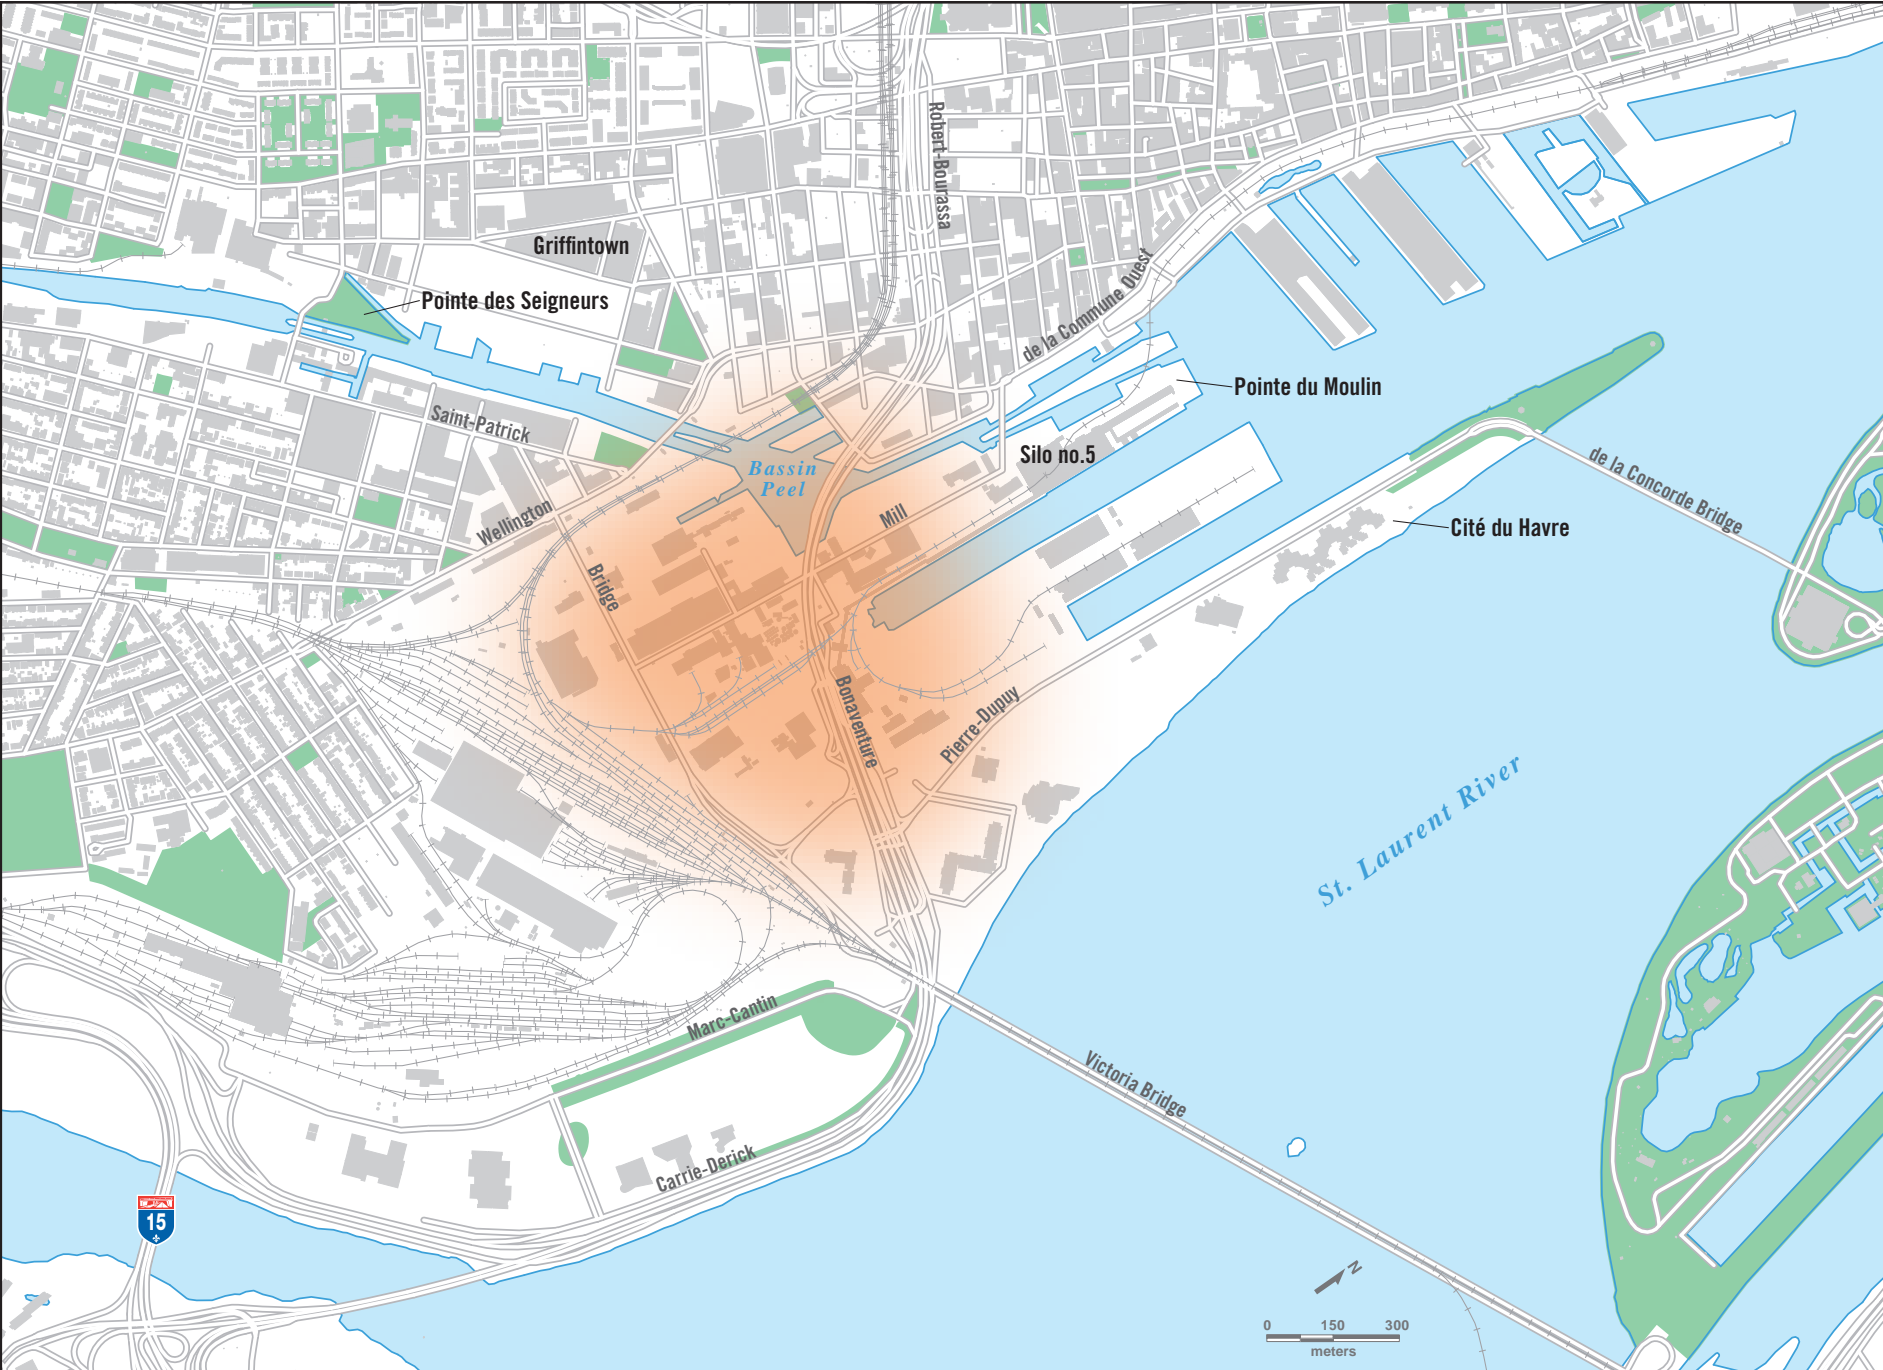 Robert-Bourassa
Griffintown
Pointe des Seigneurs
de la Commune Ouest
Pointe du Moulin
Saint-Patrick
Silo no.5
Bassin
Peel
de la Concorde Bridge
Wellington
Mill
Cité du Havre
Bridge
Bonaventure
Pierre-Dupuy
St. Laurent River
Marc-Cantin
Victoria Bridge
Carrie-Derick
15
N
0 150 300
meters